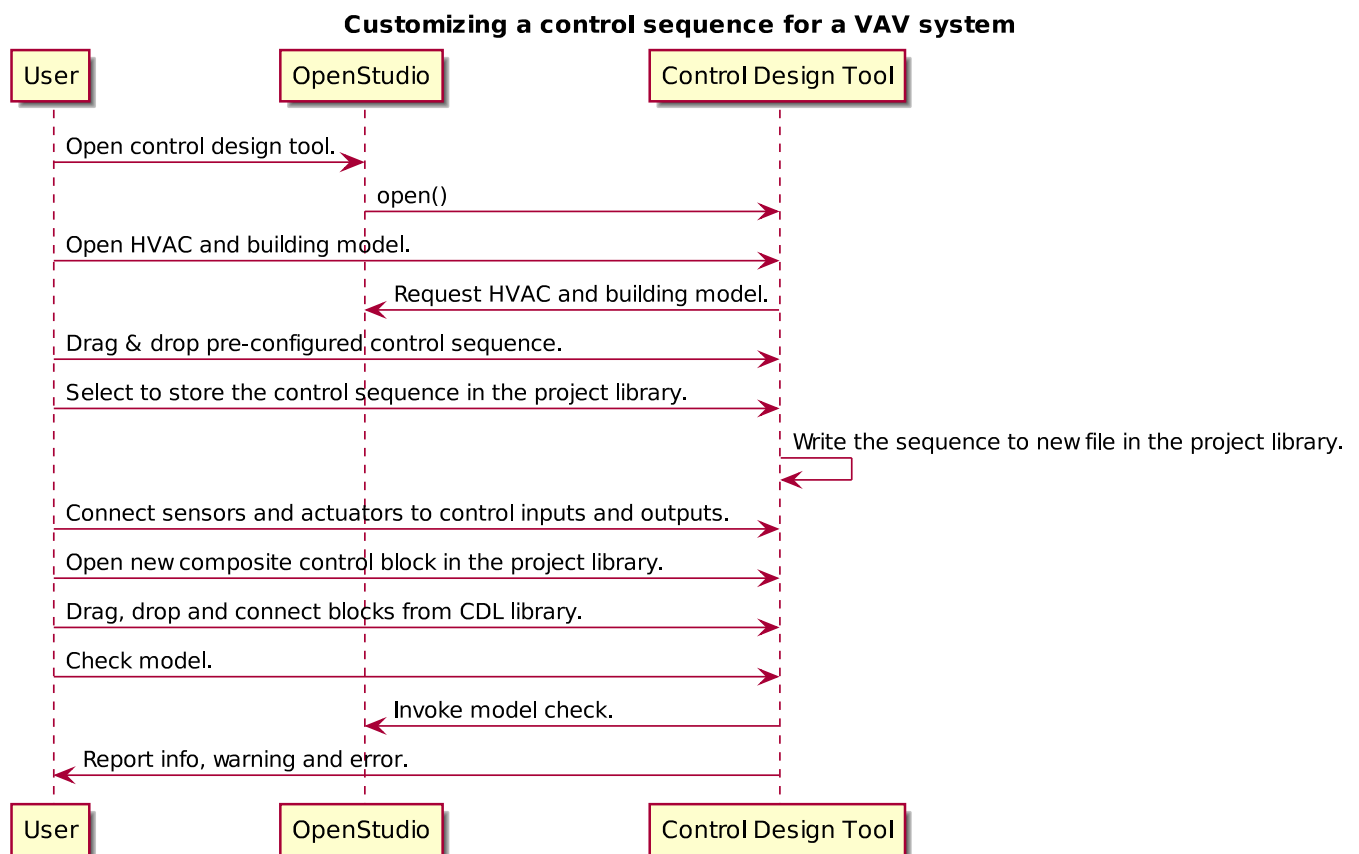 Customizing a control sequence for a VAV system
User
OpenStudio
Control Design Tool
Open control design tool.
open()
Open HVAC and building model.
Request HVAC and building model.
Drag & drop pre-configured control sequence.
Select to store the control sequence in the project library.
Write the sequence to new file in the project library.
Connect sensors and actuators to control inputs and outputs.
Open new composite control block in the project library.
Drag, drop and connect blocks from CDL library.
Check model.
Invoke model check.
Report info, warning and error.
User
OpenStudio
Control Design Tool